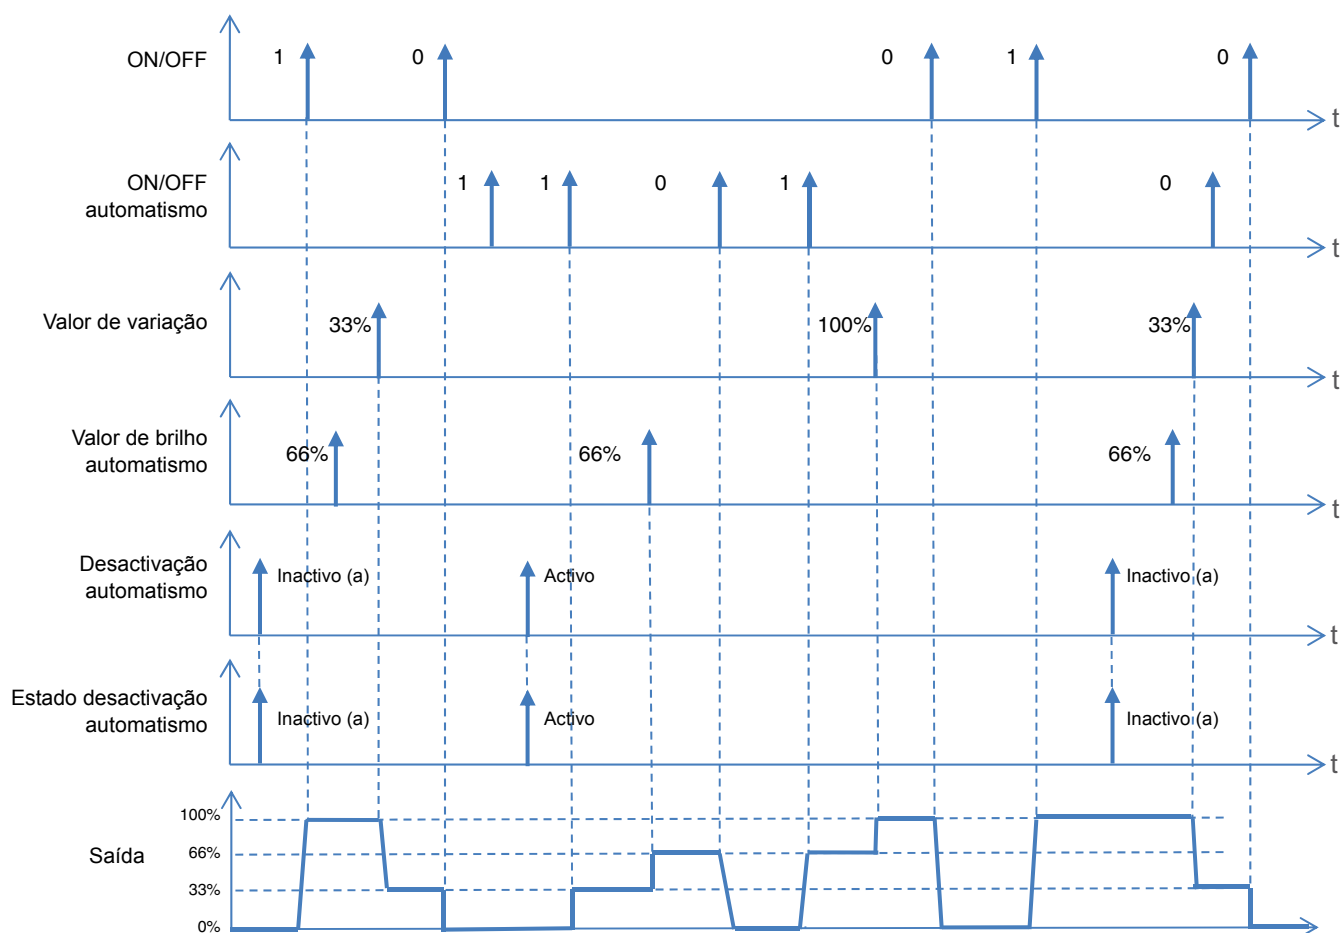 ON/OFF
1
0
0
1
0
t
ON/OFF
automatismo
1
1
0
1
0
t
Valor de variação
33%
100%
33%
t
Valor de brilho
automatismo
66%
66%
66%
t
Desactivação
automatismo
Inactivo (a)
Activo
Inactivo (a)
t
Estado desactivação
automatismo
Inactivo (a)
Activo
Inactivo (a)
t
Saída
100%
66%
33%
0%